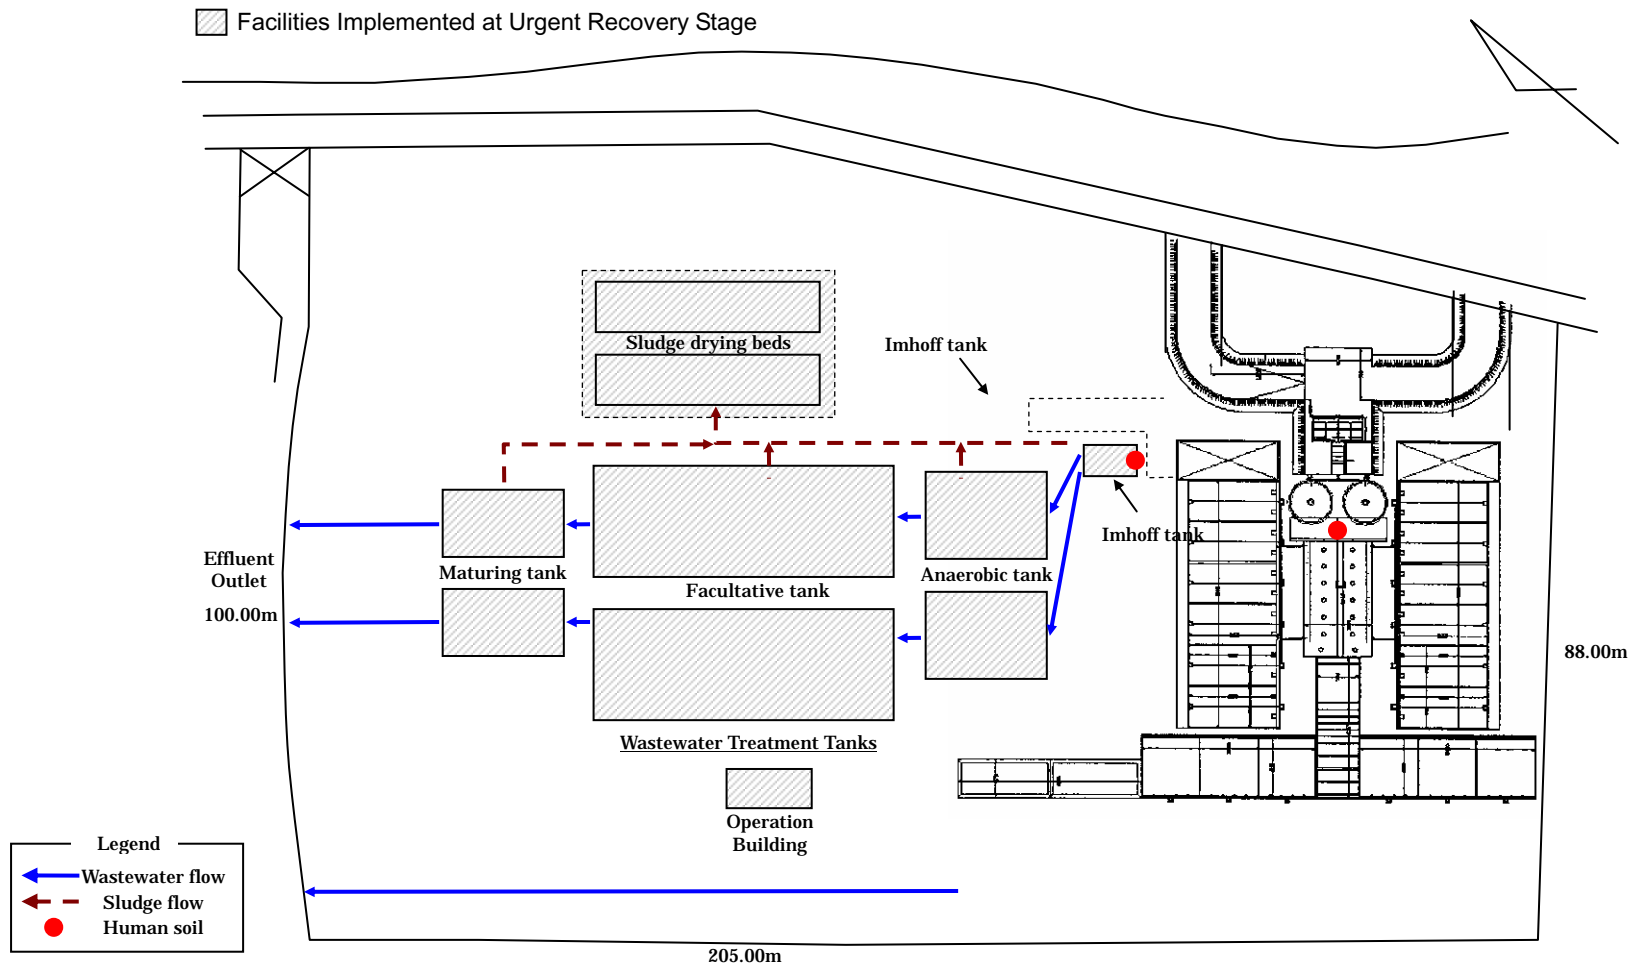 Facilities Implemented at Urgent Recovery Stage
Sludge drying beds
Imhoff tank
Imhoff tank
Effluent
Outlet
100.00m
Maturing tank
Facultative tank
Anaerobic tank
88.00m
Wastewater Treatment Tanks
Operation
Building
Legend
Wastewater flow
Sludge flow
Human soil
205.00m